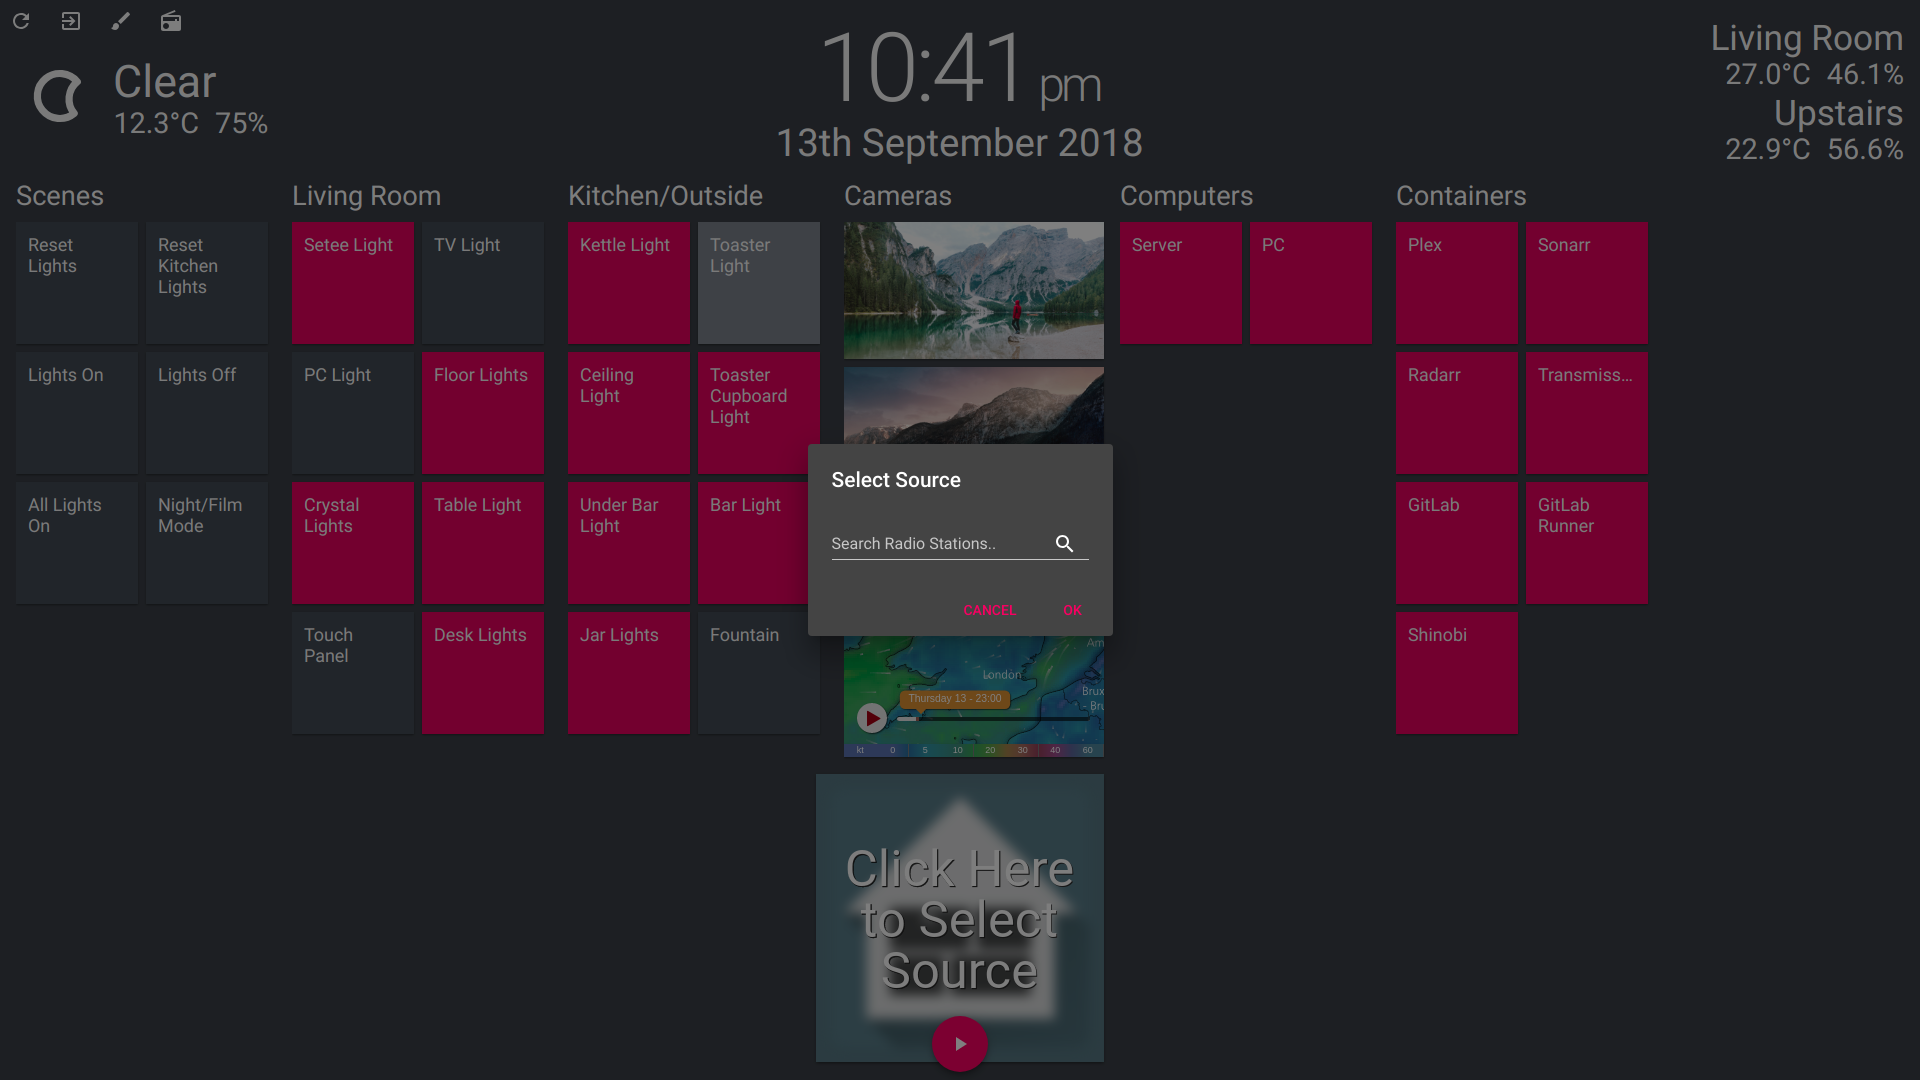 Clear
12.3°C 75%
10:41 pm
13th September 2018
Living Room
27.0°C 46.1%
Upstairs
22.9°C 56.6%
Scenes
Reset
Lights
Reset
Kitchen
Lights
Lights On
Lights Off
All Lights
On
Night/Film
Mode
Living Room
Setee Light
TV Light
PC Light
Floor Lights
Crystal
Lights
Table Light
Touch
Panel
Desk Lights
Kitchen/Outside
Kettle Light
Toaster
Light
Ceiling
Light
Toaster
Cupboard
Light
Under Bar
Light
Bar Light
Jar Lights
Fountain
Cameras
Select Source
Search Radio Stations..
CANCEL OK
Am
London
Brux
- Bru
Thursday 13 - 23:00
kt 0 5 10 20 30 40 60
Click Here
to Select
Source
Computers
Server
PC
Containers
Plex
Sonarr
Radarr
Transmiss...
GitLab
GitLab
Runner
Shinobi